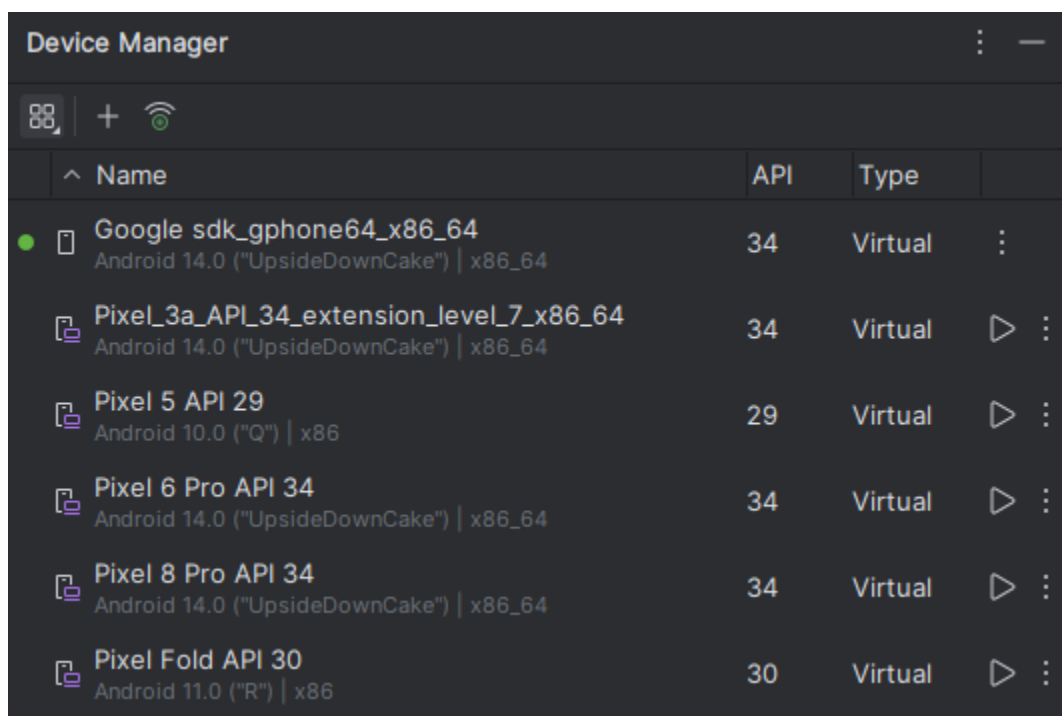 Device Manager
Name API Type
Google sdk_gphone64_x86_64
Android 14.0 ("UpsideDownCake") | x86_64
34 Virtual
Pixel_3a_API_34_extension_level_7_x86_64
Android 14.0 ("UpsideDownCake") | x86_64
34 Virtual
Pixel 5 API 29
Android 10.0 ("Q") | x86
29 Virtual
Pixel 6 Pro API 34
Android 14.0 ("UpsideDownCake") | x86_64
34 Virtual
Pixel 8 Pro API 34
Android 14.0 ("UpsideDownCake") | x86_64
34 Virtual
Pixel Fold API 30
Android 11.0 ("R") | x86
30 Virtual